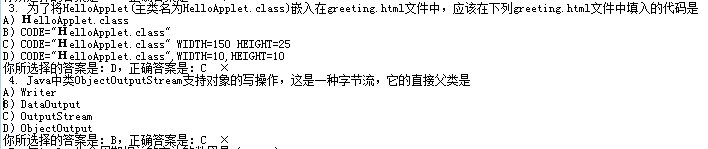 3. 为了将HelloApplet(主类名为HelloApplet.class)嵌入在greeting.html文件中，应该在下列greeting.html文件中填入的代码是
A) HelloApplet.class
B) CODE="HelloApplet.class"
C) CODE="HelloApplet.class" WIDTH=150 HEIGHT=25
D) CODE="HelloApplet.class",WIDTH=10,HEIGHT=10
你所选择的答案是: D, 正确答案是: C ×
4. Java中类ObjectOutputStream支持对象的写操作，这是一种字节流，它的直接父类是
A) Writer
B) DataOutput
C) OutputStream
D) ObjectOutput
你所选择的答案是: B, 正确答案是: C ×